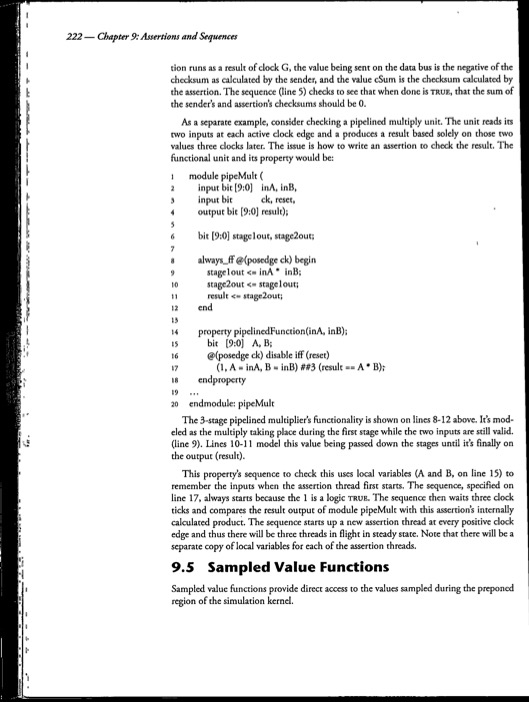 222 — Chapter 9: Assertions and Sequences
tion runs as a result of clock G, the value being sent on the data bus is the negative of the
checksum as calculated by the sender, and the value cSum is the checksum calculated by
the assertion. The sequence (line 5) checks to see that when done is TRUE, that the sum of
the sender's and assertion's checksums should be 0.
As a separate example, consider checking a pipelined multiply unit. The unit reads its
two inputs at each active clock edge and a produces a result based solely on those two
values three clocks later. The issue is how to write an assertion to check the result. The
functional unit and its property would be:
1 module pipeMult (
2 input bit [9:0] inA, inB,
3 input bit ck, reset,
4 output bit [9:0] result);
5
6 bit [9:0] stage1out, stage2out;
7
8 always_ff @(posedge ck) begin
9 stage1out <= inA * inB;
10 stage2out <= stage1out;
11 result <= stage2out;
12 end
13
14 property pipelinedFunction(inA, inB);
15 bit [9:0] A, B;
16 @(posedge ck) disable iff (reset)
17 (1, A = inA, B = inB) ##3 (result == A * B);
18 endproperty
19 ...
20 endmodule: pipeMult
The 3-stage pipelined multiplier's functionality is shown on lines 8-12 above. It's mod-
eled as the multiply taking place during the first stage while the two inputs are still valid.
(line 9). Lines 10-11 model this value being passed down the stages until it's finally on
the output (result).
This property's sequence to check this uses local variables (A and B, on line 15) to
remember the inputs when the assertion thread first starts. The sequence, specified on
line 17, always starts because the 1 is a logic TRUE. The sequence then waits three clock
ticks and compares the result output of module pipeMult with this assertion's internally
calculated product. The sequence starts up a new assertion thread at every positive clock
edge and thus there will be three threads in flight in steady state. Note that there will be a
separate copy of local variables for each of the assertion threads.
9.5 Sampled Value Functions
Sampled value functions provide direct access to the values sampled during the preponed
region of the simulation kernel.